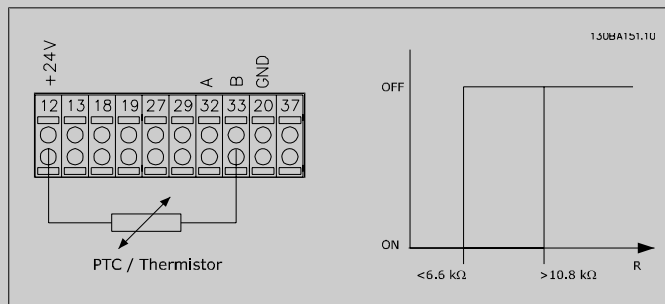 130BA151.10
+24V
A
B
GND
12 13 18 19 27 29 32 33 20 37
PTC / Thermistor
OFF
ON
R
<6.6 kΩ
>10.8 kΩ